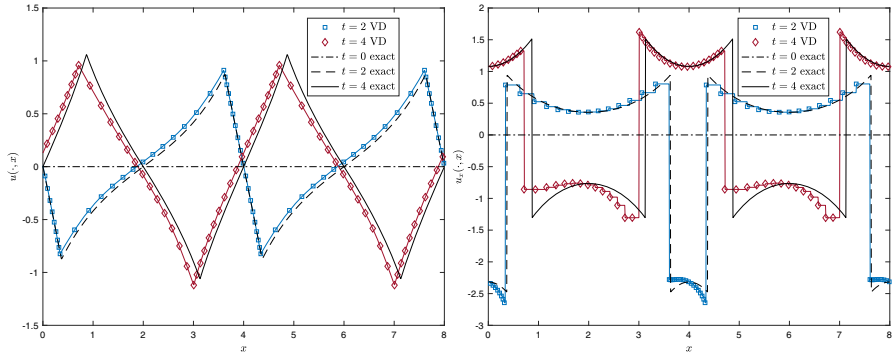 1.5
1
0.5
0
-0.5
-1
-1.5
u(·, x)
0 1 2 3 4 5 6 7 8
x
t = 2 VD
t = 4 VD
t = 0 exact
t = 2 exact
t = 4 exact
2
1.5
1
0.5
0
-0.5
-1
-1.5
-2
-2.5
-3
u_x(·, x)
0 1 2 3 4 5 6 7 8
x
t = 2 VD
t = 4 VD
t = 0 exact
t = 2 exact
t = 4 exact